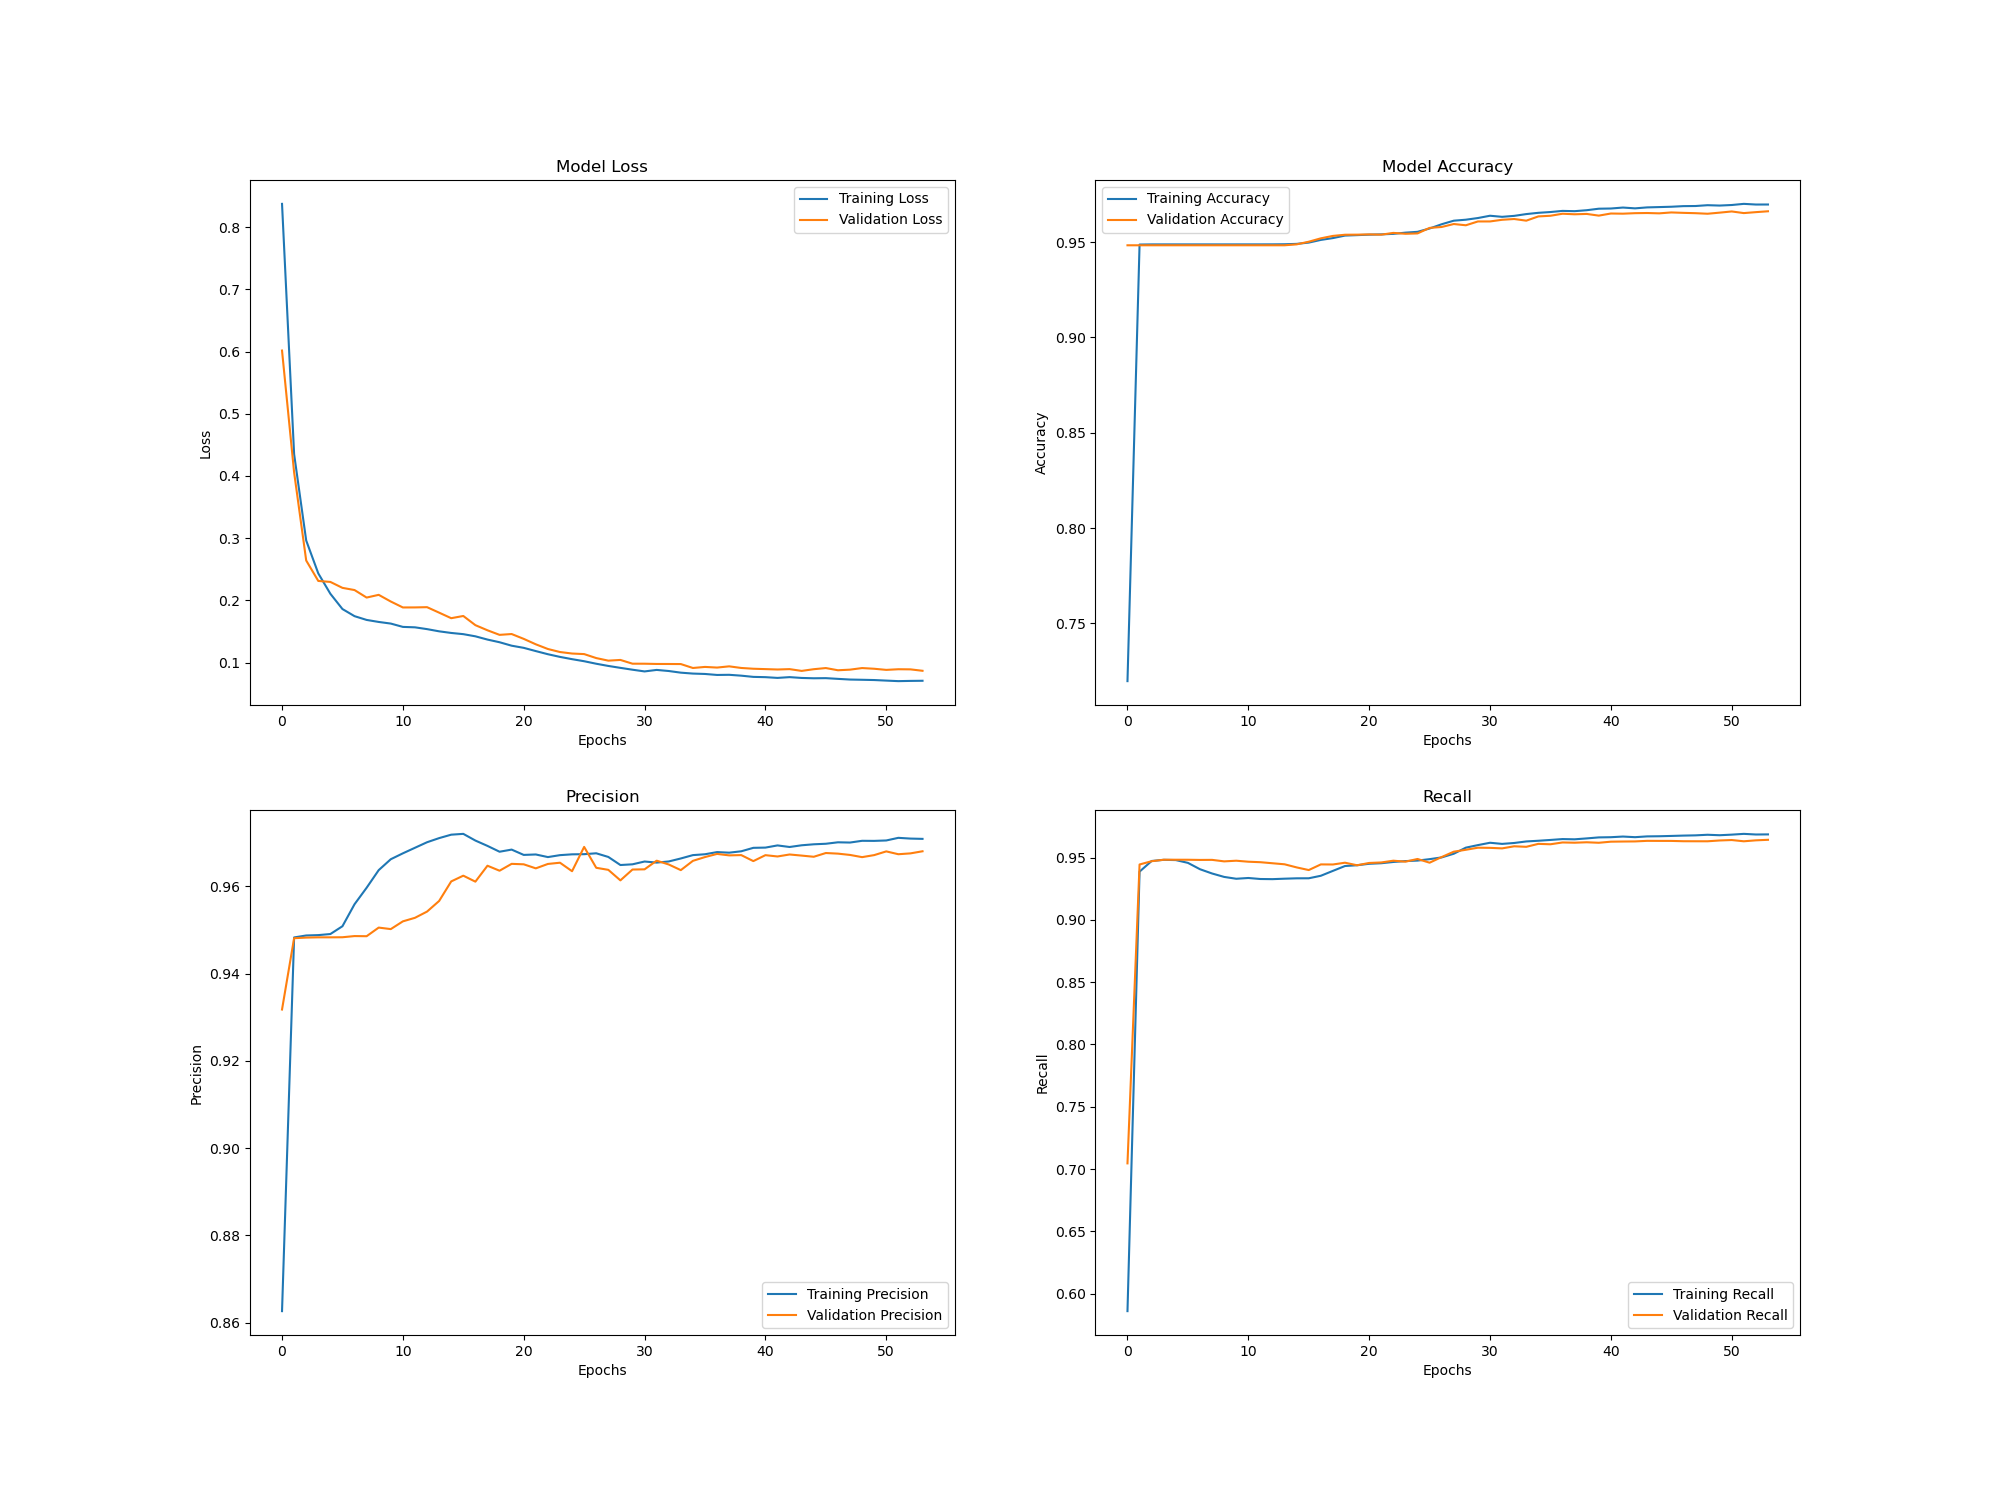 Model Loss
Training Loss
Validation Loss
0.8
0.7
0.6
0.5
0.4
0.3
0.2
0.1
Loss
0 10 20 30 40 50
Epochs
Model Accuracy
Training Accuracy
Validation Accuracy
0.95
0.90
0.85
0.80
0.75
Accuracy
0 10 20 30 40 50
Epochs
Precision
0.96
0.94
0.92
0.90
0.88
0.86
Precision
Training Precision
Validation Precision
0 10 20 30 40 50
Epochs
Recall
0.95
0.90
0.85
0.80
0.75
0.70
0.65
0.60
Recall
Training Recall
Validation Recall
0 10 20 30 40 50
Epochs